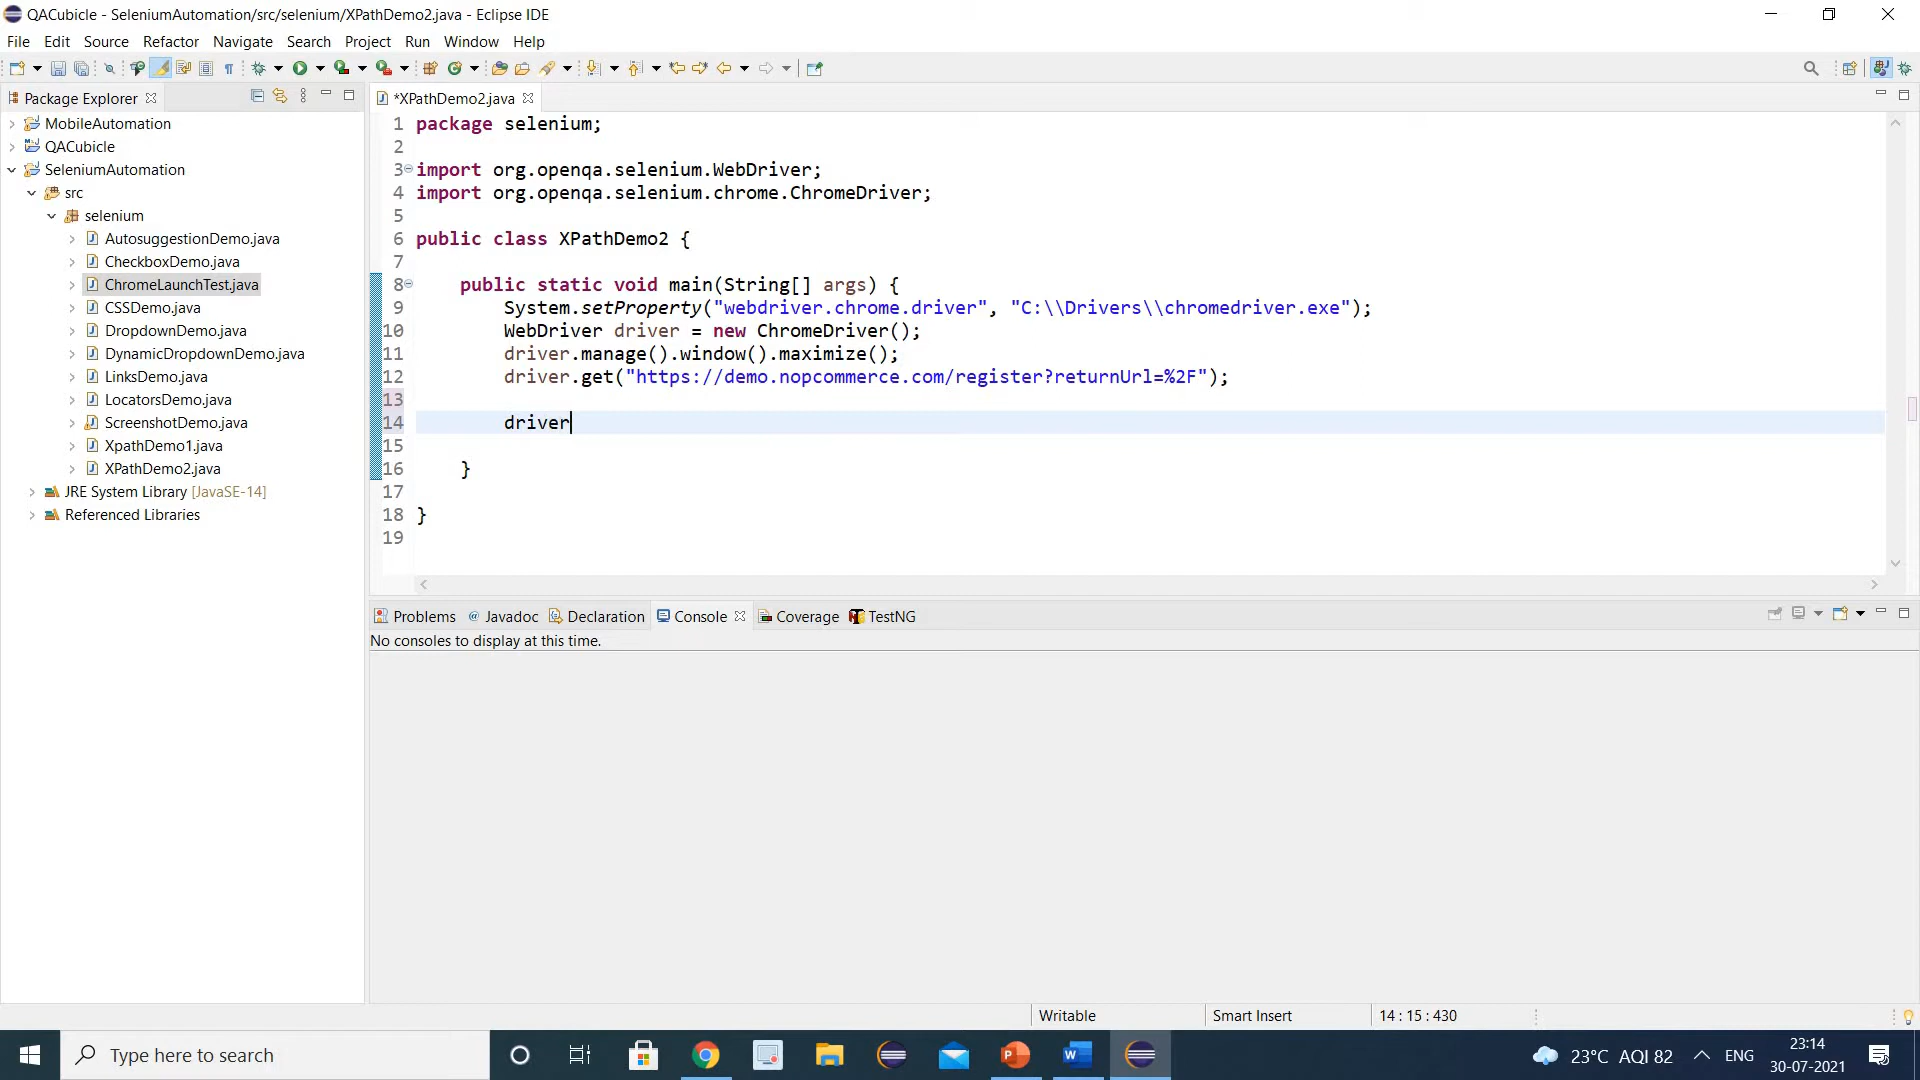 QACubicle - SeleniumAutomation/src/selenium/XPathDemo2.java - Eclipse IDE
File Edit Source Refactor Navigate Search Project Run Window Help
Package Explorer
MobileAutomation
QACubicle
SeleniumAutomation
src
selenium
AutosuggestionDemo.java
CheckboxDemo.java
ChromeLaunchTest.java
CSSDemo.java
DropdownDemo.java
DynamicDropdownDemo.java
LinksDemo.java
LocatorsDemo.java
ScreenshotDemo.java
XpathDemo1.java
XPathDemo2.java
JRE System Library [JavaSE-14]
Referenced Libraries
*XPathDemo2.java
1 package selenium;
2
3 import org.openqa.selenium.WebDriver;
4 import org.openqa.selenium.chrome.ChromeDriver;
5
6 public class XPathDemo2 {
7
8 public static void main(String[] args) {
9 System.setProperty("webdriver.chrome.driver", "C:\\Drivers\\chromedriver.exe");
10 WebDriver driver = new ChromeDriver();
11 driver.manage().window().maximize();
12 driver.get("https://demo.nopcommerce.com/register?returnUrl=%2F");
13
14 driver
15
16 }
17
18 }
19
Problems @ Javadoc Declaration Console Coverage TestNG
No consoles to display at this time.
Writable Smart Insert 14 : 15 : 430
Type here to search
23°C AQI 82 ENG
23:14
30-07-2021